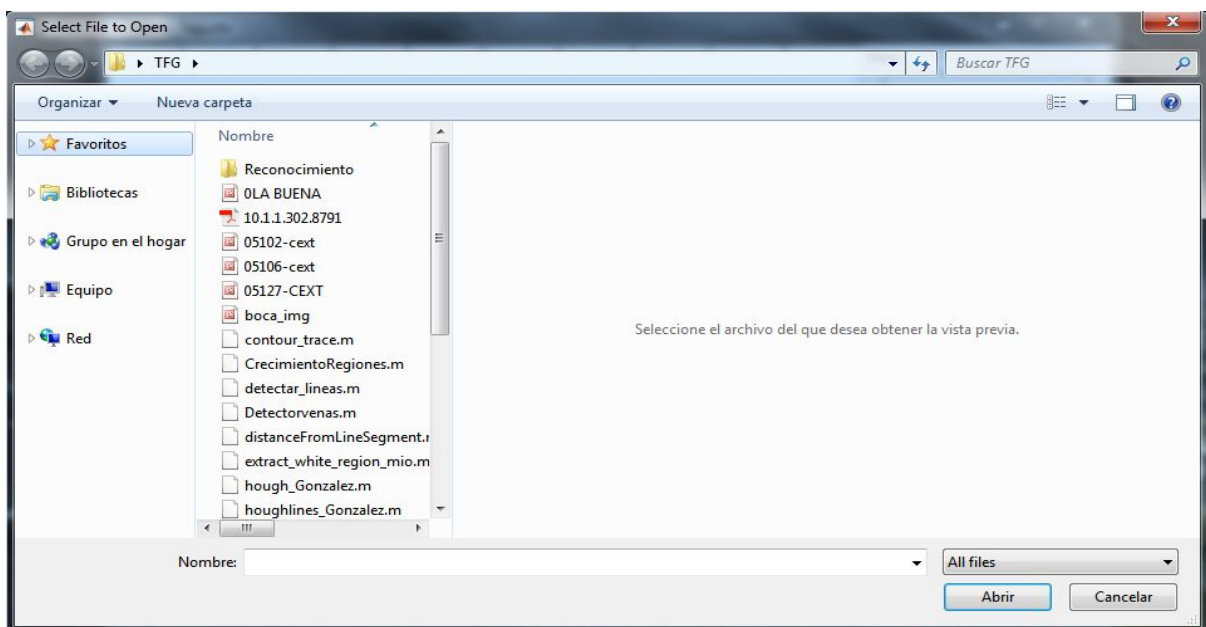 Select File to Open
TFG
Buscar TFG
Organizar
Nueva carpeta
Favoritos
Bibliotecas
Grupo en el hogar
Equipo
Red
Nombre
Reconocimiento
0LA BUENA
10.1.1.302.8791
05102-cext
05106-cext
05127-CEXT
boca_img
contour_trace.m
CrecimientoRegiones.m
detectar_lineas.m
Detectorvenas.m
distanceFromLineSegment.r
extract_white_region_mio.m
hough_Gonzalez.m
houghlines_Gonzalez.m
Seleccione el archivo del que desea obtener la vista previa.
Nombre:
All files
Abrir
Cancelar